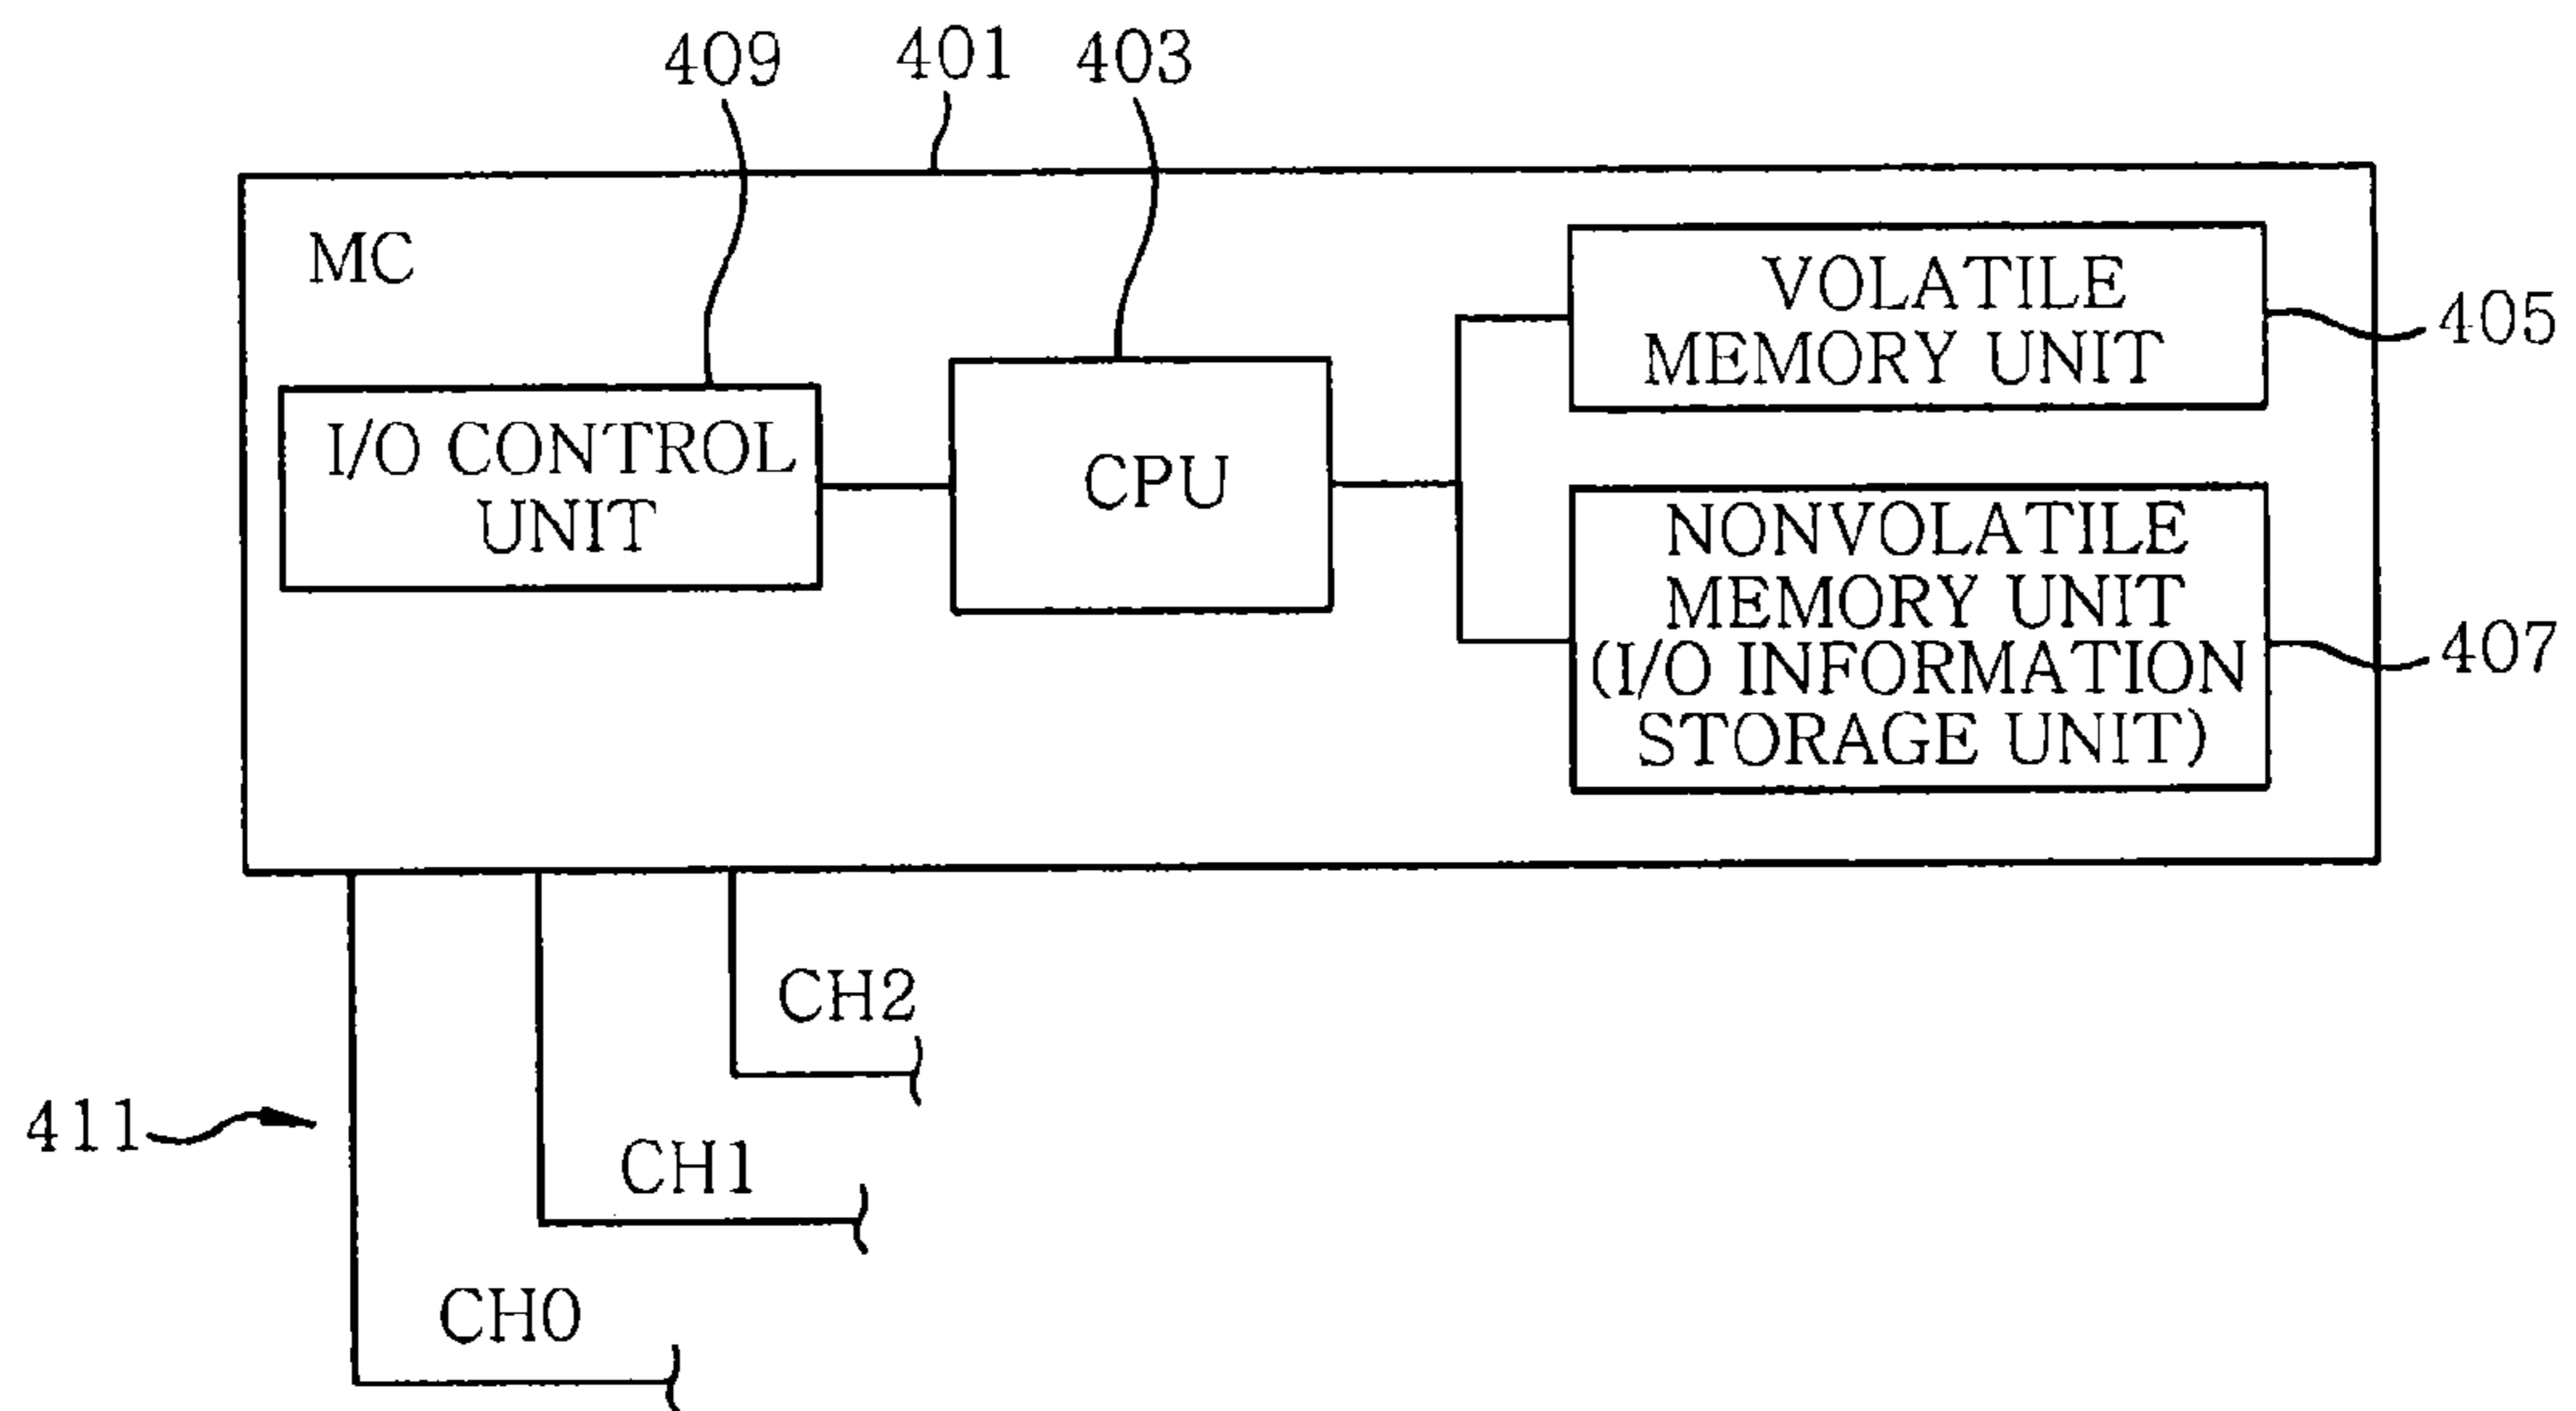 409
401
403
MC
VOLATILE
MEMORY UNIT
405
I/O CONTROL
UNIT
CPU
NONVOLATILE
MEMORY UNIT
(I/O INFORMATION
STORAGE UNIT)
407
CH2
411
CH1
CH0